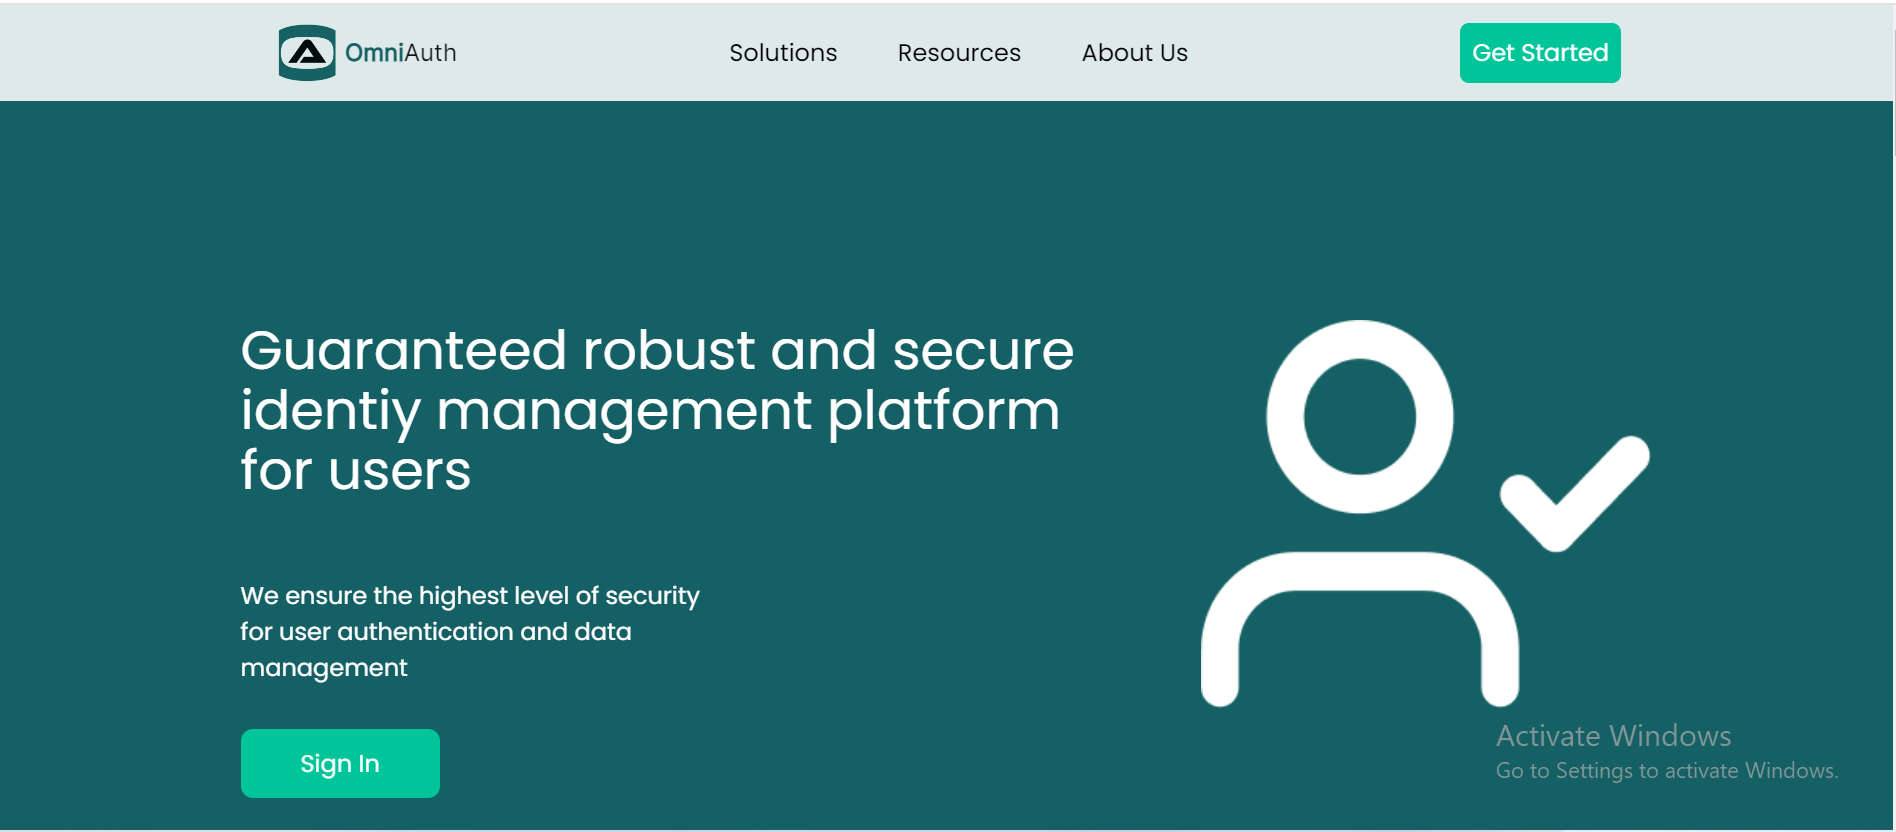 OmniAuth
Solutions
Resources
About Us
Get Started
Guaranteed robust and secure
identiy management platform
for users
We ensure the highest level of security
for user authentication and data
management
Sign In
Activate Windows
Go to Settings to activate Windows.